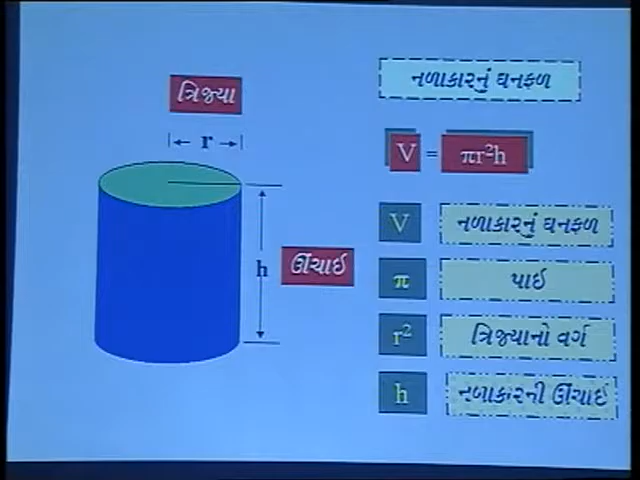 ત્રિજ્યા
r
h
ઊંચાઈ
નળાકારનું ઘનફળ
V = πr²h
V નળાકારનું ઘનફળ
π પાઈ
r² ત્રિજ્યાનો વર્ગ
h નળાકારની ઊંચાઈ